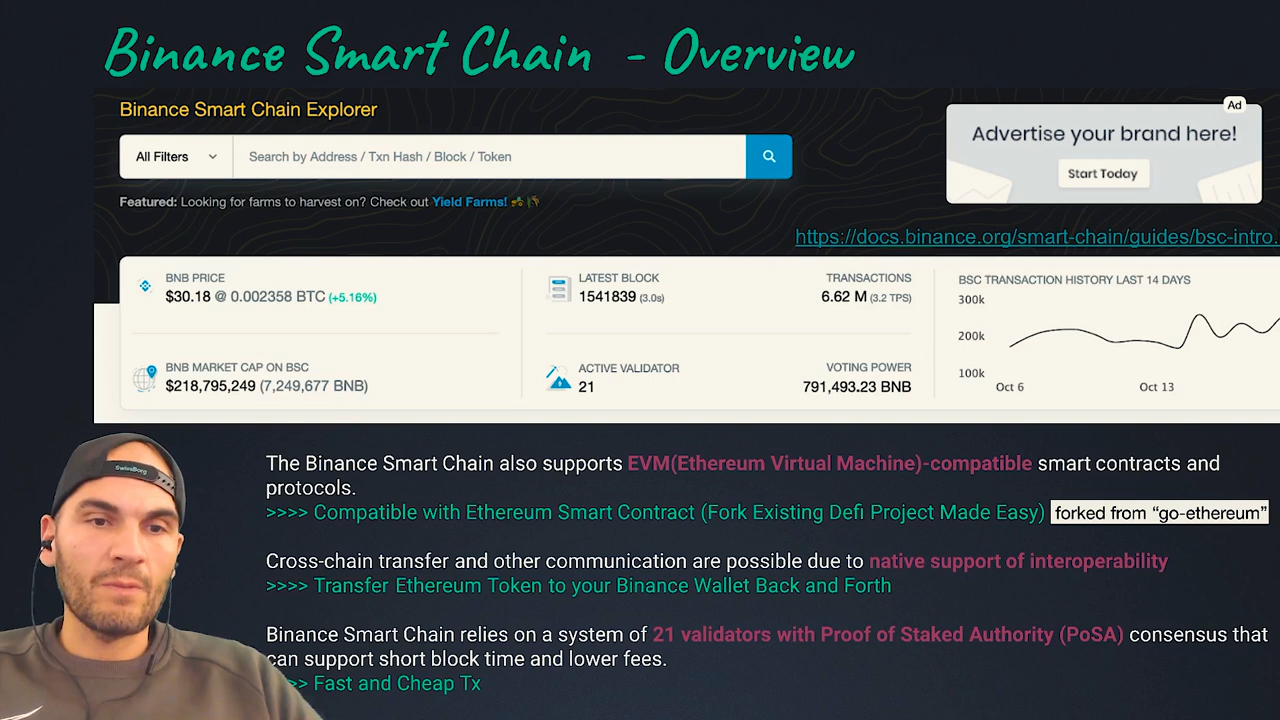 Binance Smart Chain - Overview
Binance Smart Chain Explorer
Ad
Advertise your brand here!
All Filters
Search by Address / Txn Hash / Block / Token
Start Today
Featured: Looking for farms to harvest on? Check out Yield Farms!
https://docs.binance.org/smart-chain/guides/bsc-intro.
BNB PRICE
$30.18 @ 0.002358 BTC (+5.16%)
LATEST BLOCK
1541839 (3.0s)
TRANSACTIONS
6.62 M (3.2 TPS)
BSC TRANSACTION HISTORY LAST 14 DAYS
300k
200k
100k
Oct 6
Oct 13
BNB MARKET CAP ON BSC
$218,795,249 (7,249,677 BNB)
ACTIVE VALIDATOR
21
VOTING POWER
791,493.23 BNB
SwissBorg
The Binance Smart Chain also supports EVM(Ethereum Virtual Machine)-compatible smart contracts and
protocols.
>>>> Compatible with Ethereum Smart Contract (Fork Existing Defi Project Made Easy) forked from “go-ethereum”
Cross-chain transfer and other communication are possible due to native support of interoperability
>>>> Transfer Ethereum Token to your Binance Wallet Back and Forth
Binance Smart Chain relies on a system of 21 validators with Proof of Staked Authority (PoSA) consensus that
can support short block time and lower fees.
>> Fast and Cheap Tx